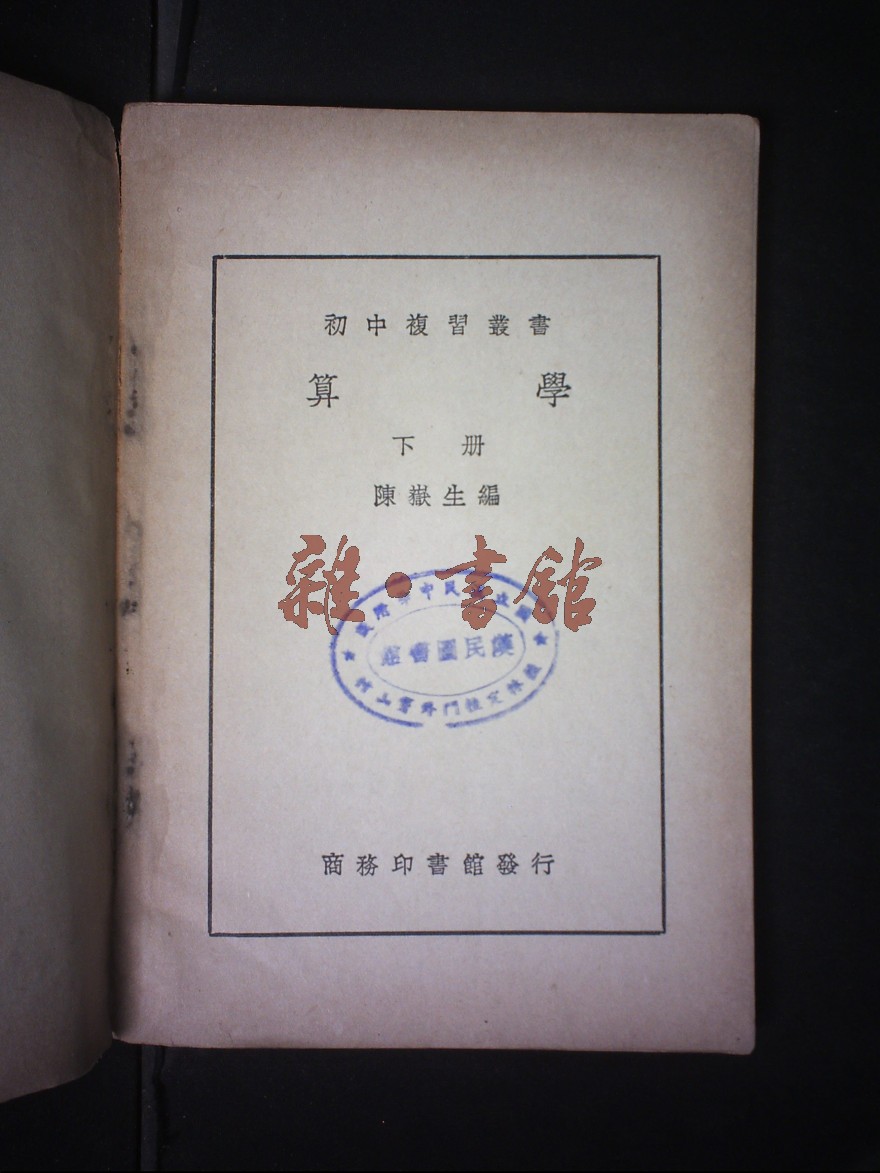 初中複習叢書
算學
下册
陳嶽生編
雜·書館
漢民圖書館
商務印書館發行